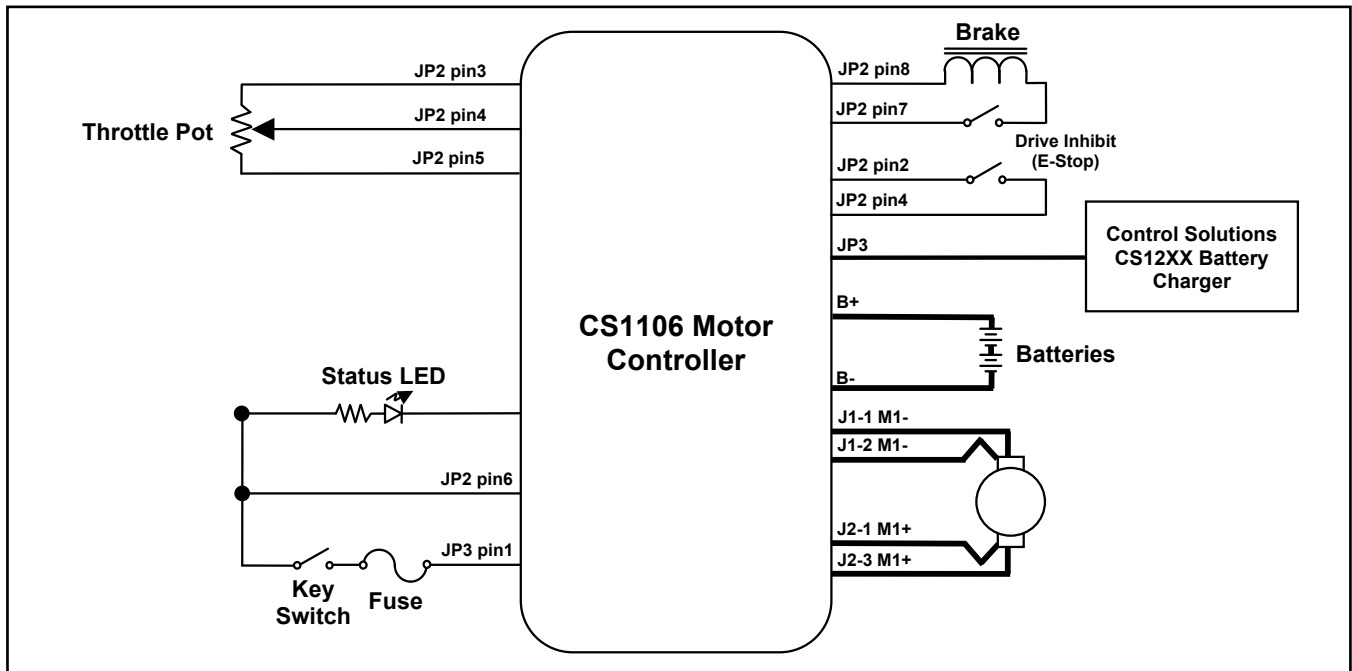 JP2 pin3
JP2 pin4
Throttle Pot
JP2 pin5
Status LED
JP2 pin6
JP3 pin1
Key
Switch
Fuse
CS1106 Motor
Controller
Brake
JP2 pin8
JP2 pin7
Drive Inhibit
(E-Stop)
JP2 pin2
JP2 pin4
JP3
Control Solutions
CS12XX Battery
Charger
B+
Batteries
B-
J1-1 M1-
J1-2 M1-
J2-1 M1+
J2-3 M1+